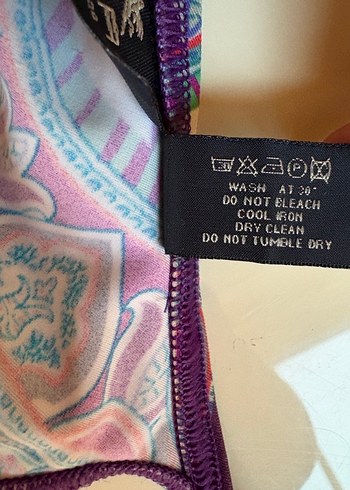 WASH AT 30°
DO NOT BLEACH
COOL IRON
DRY CLEAN
DO NOT TUMBLE DRY